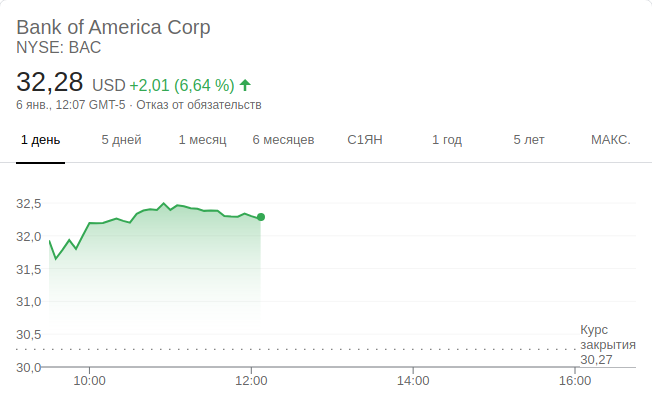 Bank of America Corp
NYSE: BAC
32,28 USD +2,01 (6,64 %)
6 янв., 12:07 GMT-5 · Отказ от обязательств
1 день 5 дней 1 месяц 6 месяцев С1ЯН 1 год 5 лет МАКС.
32,5
32,0
31,5
31,0
30,5
30,0
Курс
закрытия
30,27
10:00 12:00 14:00 16:00